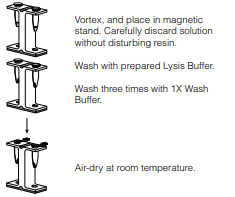 Vortex, and place in magnetic
stand. Carefully discard solution
without disturbing resin.
Wash with prepared Lysis Buffer.
Wash three times with 1X Wash
Buffer.
Air-dry at room temperature.